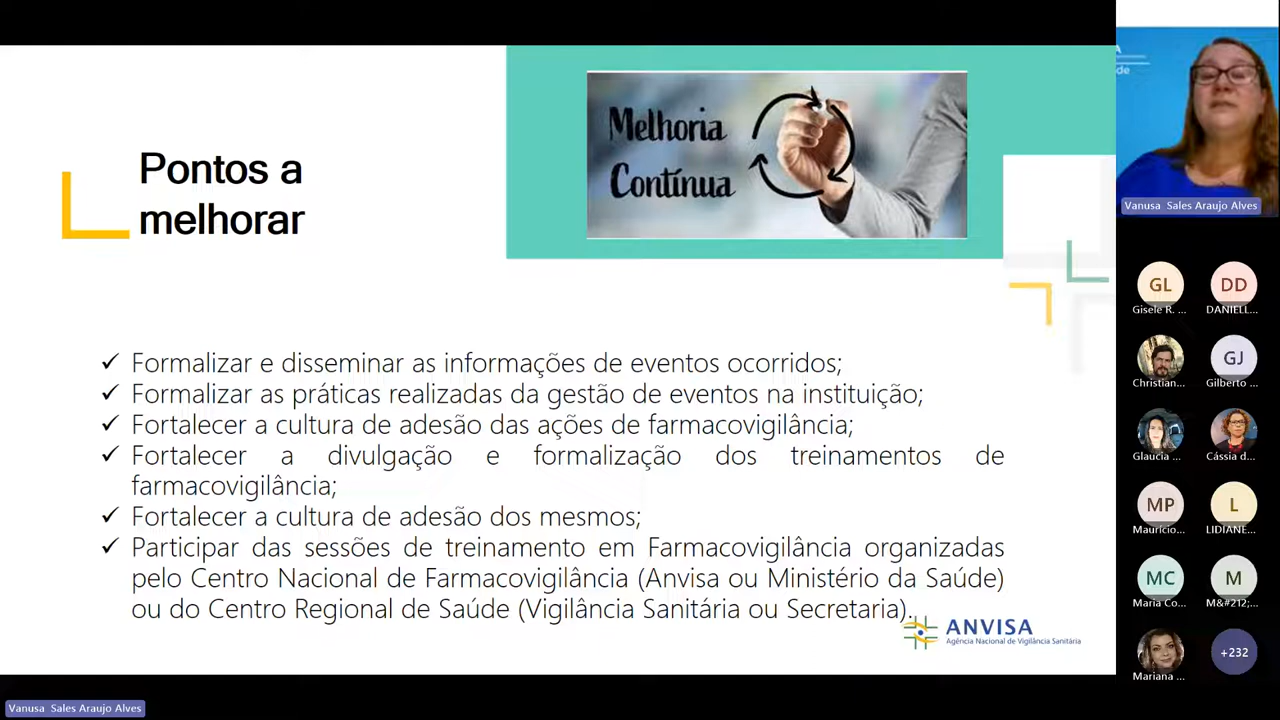 Pontos a
melhorar
Melhoria
Contínua
✓ Formalizar e disseminar as informações de eventos ocorridos;
✓ Formalizar as práticas realizadas da gestão de eventos na instituição;
✓ Fortalecer a cultura de adesão das ações de farmacovigilância;
✓ Fortalecer a divulgação e formalização dos treinamentos de
farmacovigilância;
✓ Fortalecer a cultura de adesão dos mesmos;
✓ Participar das sessões de treinamento em Farmacovigilância organizadas
pelo Centro Nacional de Farmacovigilância (Anvisa ou Ministério da Saúde)
ou do Centro Regional de Saúde (Vigilância Sanitária ou Secretaria).
ANVISA
Agência Nacional de Vigilância Sanitária
A
de
Vanusa Sales Araujo Alves
GL
DD
Gisele R. ...
DANIELL...
GJ
Christian...
Gilberto ...
Glaucia ...
Cássia d...
MP
L
Maurício...
LIDIANE...
MC
M
Maria Co...
M&#212;...
+232
Mariana ...
Vanusa Sales Araujo Alves